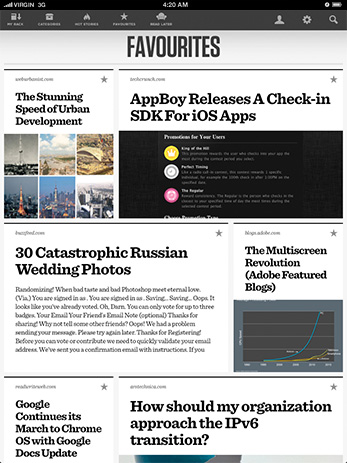 VIRGIN 3G
4:20 AM
MY RACK
CATEGORIES
HOT STORIES
FAVOURITES
READ LATER
FAVOURITES
weburbanist.com
The Stunning
Speed of Urban
Development
techcrunch.com
AppBoy Releases A Check-in
SDK For iOS Apps
Promotions for Your Users
King of the Bill
Perfect Timing
The Regular
Choose Promotion Type
buzzfeed.com
30 Catastrophic Russian
Wedding Photos
Randomizing! When bad taste and bad Photoshop meet eternal love.
(Via.) You are signed in as . You are signed in as . Saving... Saving... Oops. It
looks like you've already voted. Oh, Darn. You can only vote for up to three
badges. Your Email Your Friend's Email Note (optional) Thanks for
sharing! Why not tell some other friends? Oops! We had a problem
sending your message. Please try again later. Thanks for Registering!
Before you can vote or contribute we need to quickly validate your email
address. We've sent you a confirmation email with instructions. If you
blogs.adobe.com
The Multiscreen
Revolution
(Adobe Featured
Blogs)
readwriteweb.com
Google
Continues its
March to Chrome
OS with Google
Docs Update
arstechnica.com
How should my organization
approach the IPv6
transition?